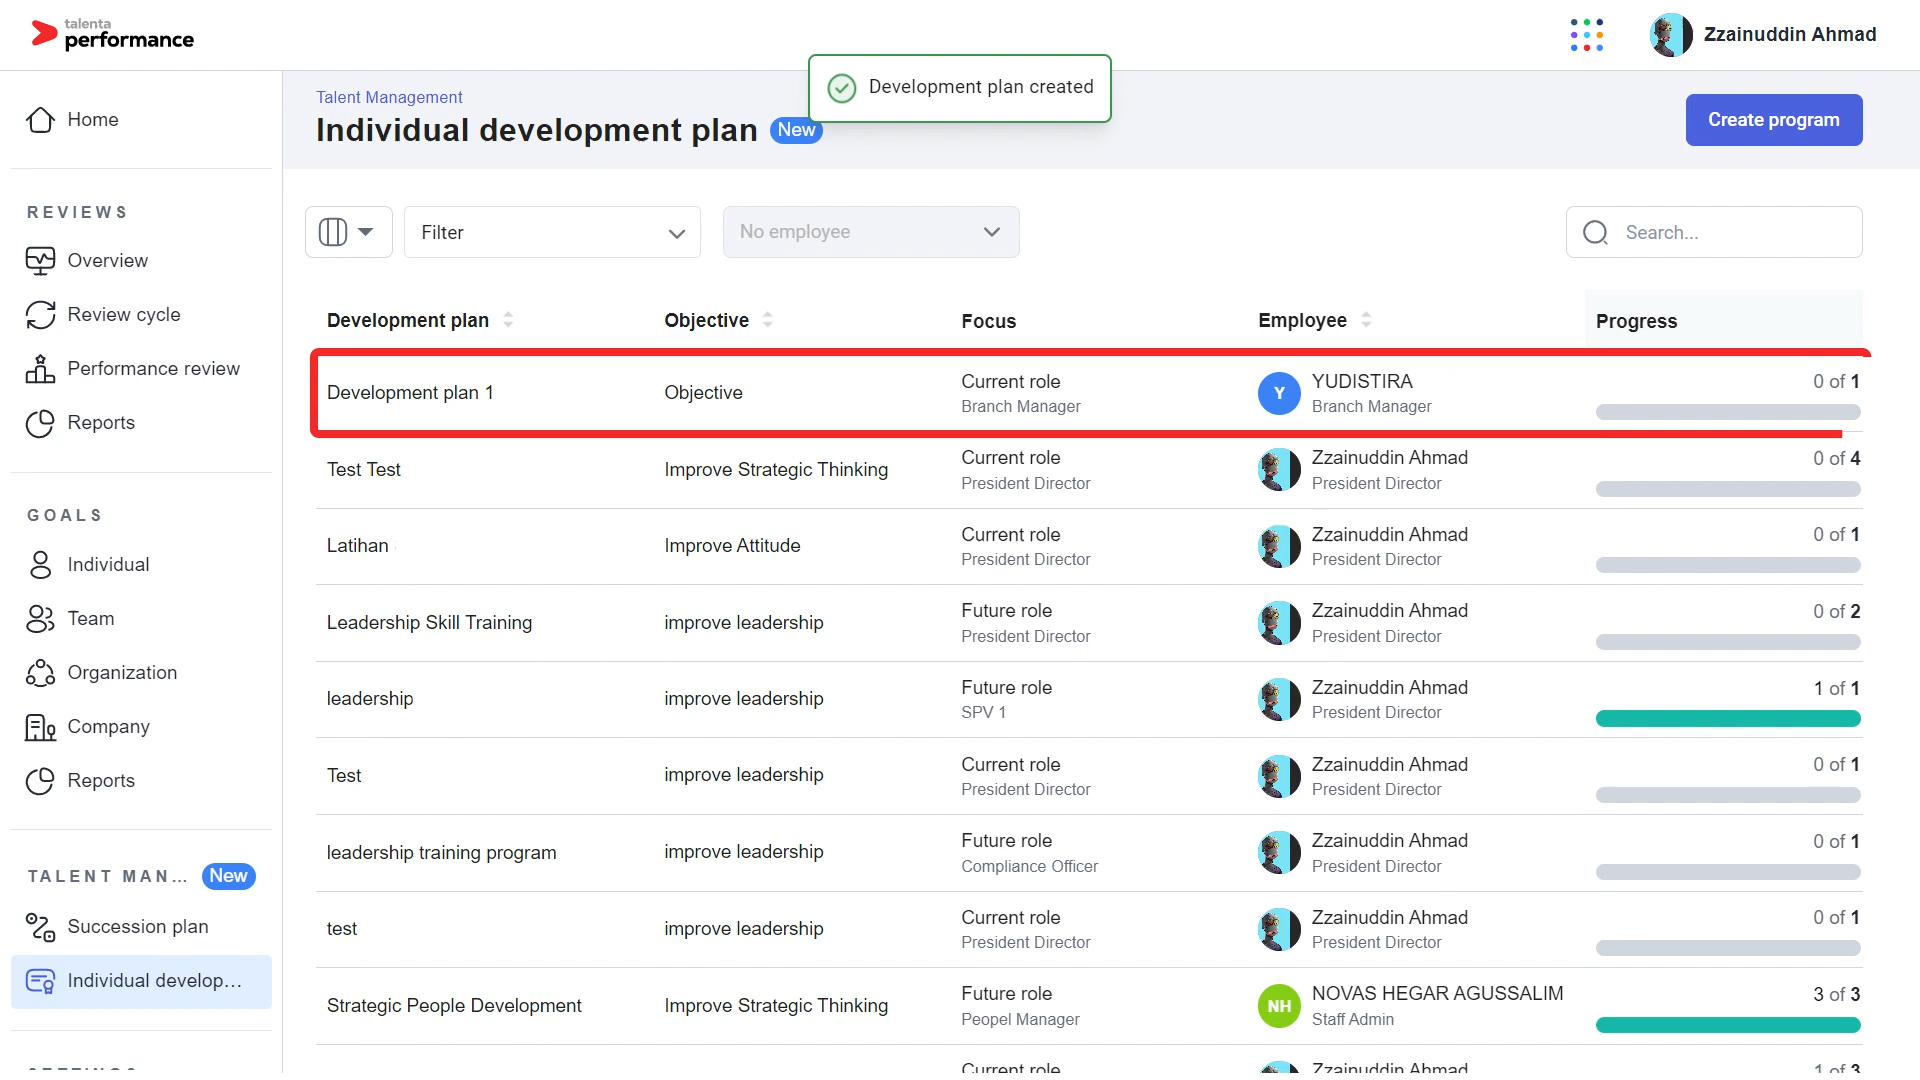 talenta
performance
Zzainuddin Ahmad
Development plan created
Home
REVIEWS
Overview
Review cycle
Performance review
Reports
GOALS
Individual
Team
Organization
Company
Reports
TALENT MAN... New
Succession plan
Individual develop...
Talent Management
Individual development plan New
Create program
Filter
No employee
Search...
Development plan Objective Focus Employee Progress
Development plan 1 Objective Current role YUDISTIRA 0 of 1
Y
Branch Manager Branch Manager
Test Test Improve Strategic Thinking Current role Zzainuddin Ahmad 0 of 4
President Director President Director
Latihan Improve Attitude Current role Zzainuddin Ahmad 0 of 1
President Director President Director
Leadership Skill Training improve leadership Future role Zzainuddin Ahmad 0 of 2
President Director President Director
leadership improve leadership Future role Zzainuddin Ahmad 1 of 1
SPV 1 President Director
Test improve leadership Current role Zzainuddin Ahmad 0 of 1
President Director President Director
leadership training program improve leadership Future role Zzainuddin Ahmad 0 of 1
Compliance Officer President Director
test improve leadership Current role Zzainuddin Ahmad 0 of 1
President Director President Director
Strategic People Development Improve Strategic Thinking Future role NOVAS HEGAR AGUSSALIM 3 of 3
NH
Peopel Manager Staff Admin
Current role Zzainuddin Ahmad 1 of 3